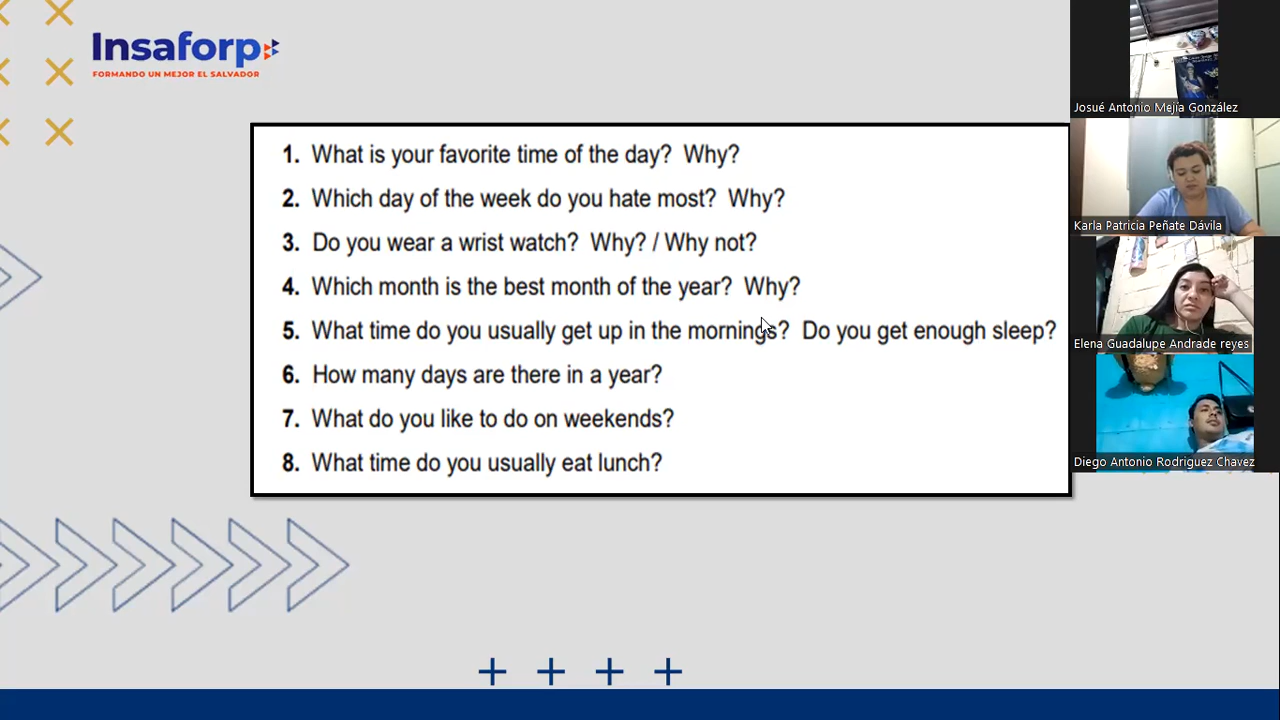 Insaforp
FORMANDO UN MEJOR EL SALVADOR
1. What is your favorite time of the day? Why?
2. Which day of the week do you hate most? Why?
3. Do you wear a wrist watch? Why? / Why not?
4. Which month is the best month of the year? Why?
5. What time do you usually get up in the mornings? Do you get enough sleep?
6. How many days are there in a year?
7. What do you like to do on weekends?
8. What time do you usually eat lunch?
Josué Antonio Mejía González
Karla Patricia Peñate Dávila
Elena Guadalupe Andrade reyes
Diego Antonio Rodriguez Chavez